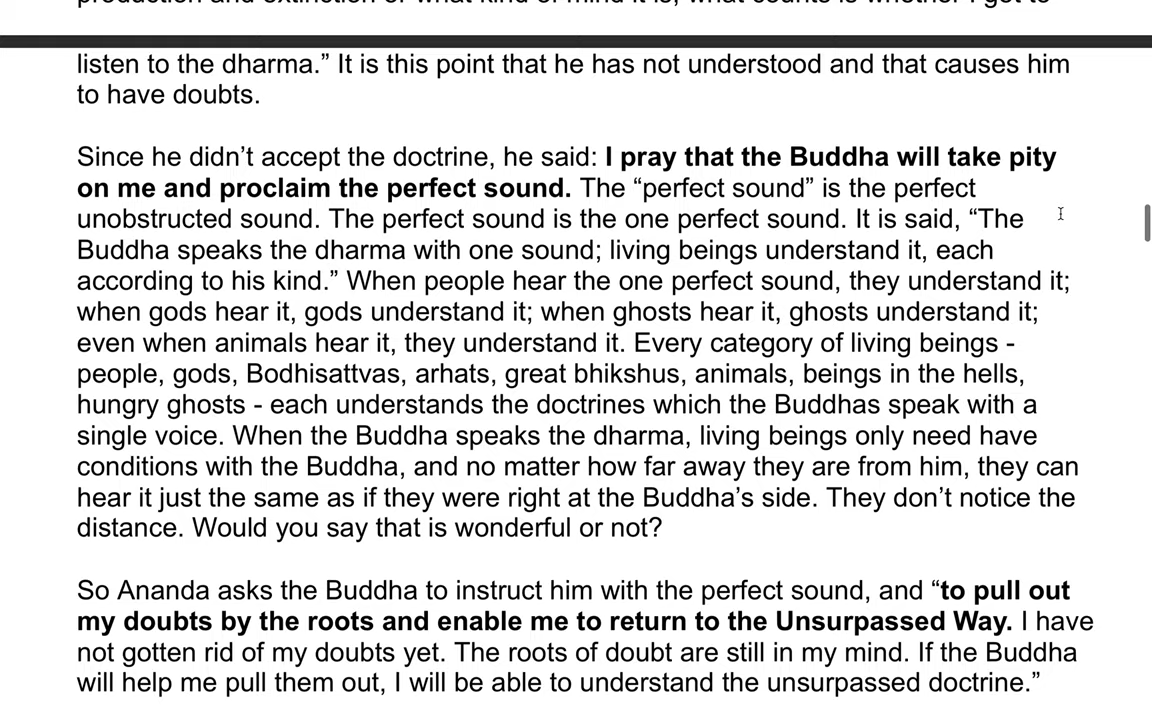 listen to the dharma.” It is this point that he has not understood and that causes him
to have doubts.
Since he didn’t accept the doctrine, he said: I pray that the Buddha will take pity
on me and proclaim the perfect sound. The “perfect sound” is the perfect
unobstructed sound. The perfect sound is the one perfect sound. It is said, “The
Buddha speaks the dharma with one sound; living beings understand it, each
according to his kind.” When people hear the one perfect sound, they understand it;
when gods hear it, gods understand it; when ghosts hear it, ghosts understand it;
even when animals hear it, they understand it. Every category of living beings -
people, gods, Bodhisattvas, arhats, great bhikshus, animals, beings in the hells,
hungry ghosts - each understands the doctrines which the Buddhas speak with a
single voice. When the Buddha speaks the dharma, living beings only need have
conditions with the Buddha, and no matter how far away they are from him, they can
hear it just the same as if they were right at the Buddha’s side. They don’t notice the
distance. Would you say that is wonderful or not?
So Ananda asks the Buddha to instruct him with the perfect sound, and “to pull out
my doubts by the roots and enable me to return to the Unsurpassed Way. I have
not gotten rid of my doubts yet. The roots of doubt are still in my mind. If the Buddha
will help me pull them out, I will be able to understand the unsurpassed doctrine.”